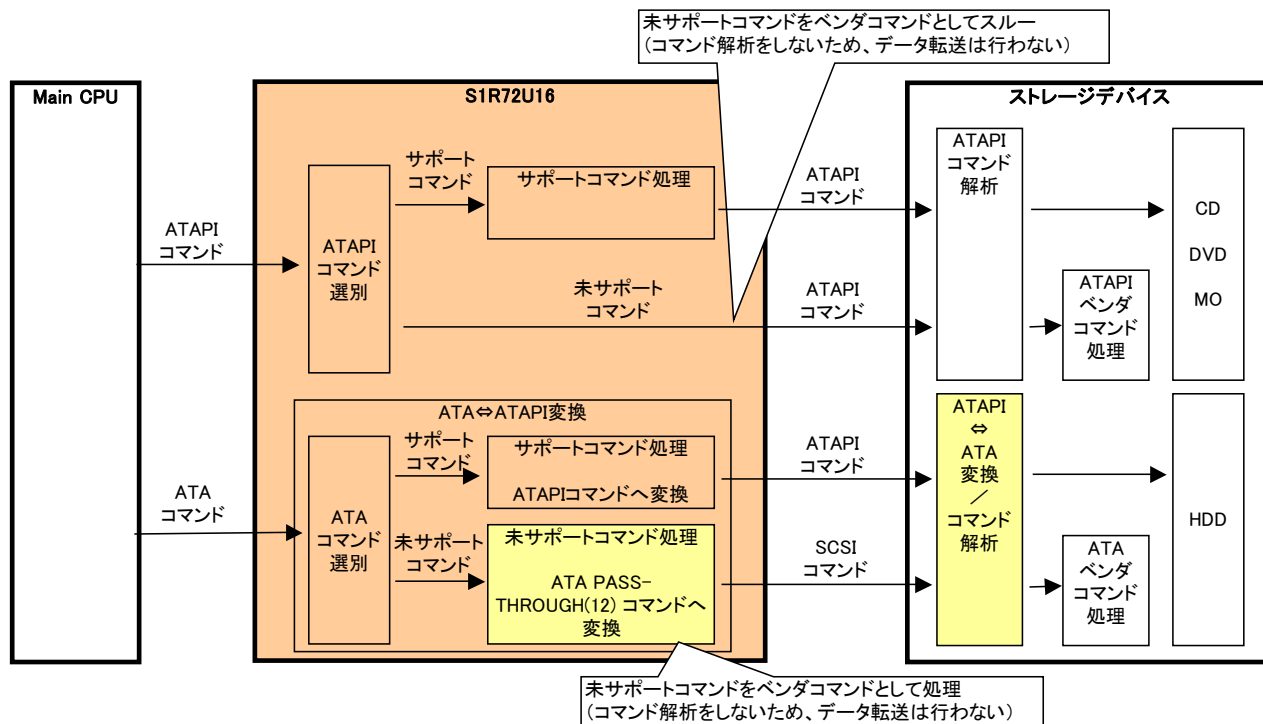 未サポートコマンドをベンダコマンドとしてスルー
(コマンド解析をしないため、データ転送は行わない)
Main CPU
S1R72U16
ストレージデバイス
サポート
コマンド
サポートコマンド処理
ATAPI
コマンド
ATAPI
コマンド
解析
CD
DVD
MO
ATAPI
コマンド
ATAPI
コマンド
選別
未サポート
コマンド
ATAPI
コマンド
ATAPI
ベンダ
コマンド
処理
ATA⇔ATAPI変換
サポート
コマンド
サポートコマンド処理
ATAPIコマンドへ変換
ATAPI
コマンド
ATAPI
⇔
ATA
変換
/
コマンド
解析
HDD
ATA
コマンド
ATA
コマンド
選別
未サポート
コマンド
未サポートコマンド処理
ATA PASS-
THROUGH(12) コマンドへ
変換
SCSI
コマンド
ATA
ベンダ
コマンド
処理
未サポートコマンドをベンダコマンドとして処理
(コマンド解析をしないため、データ転送は行わない)